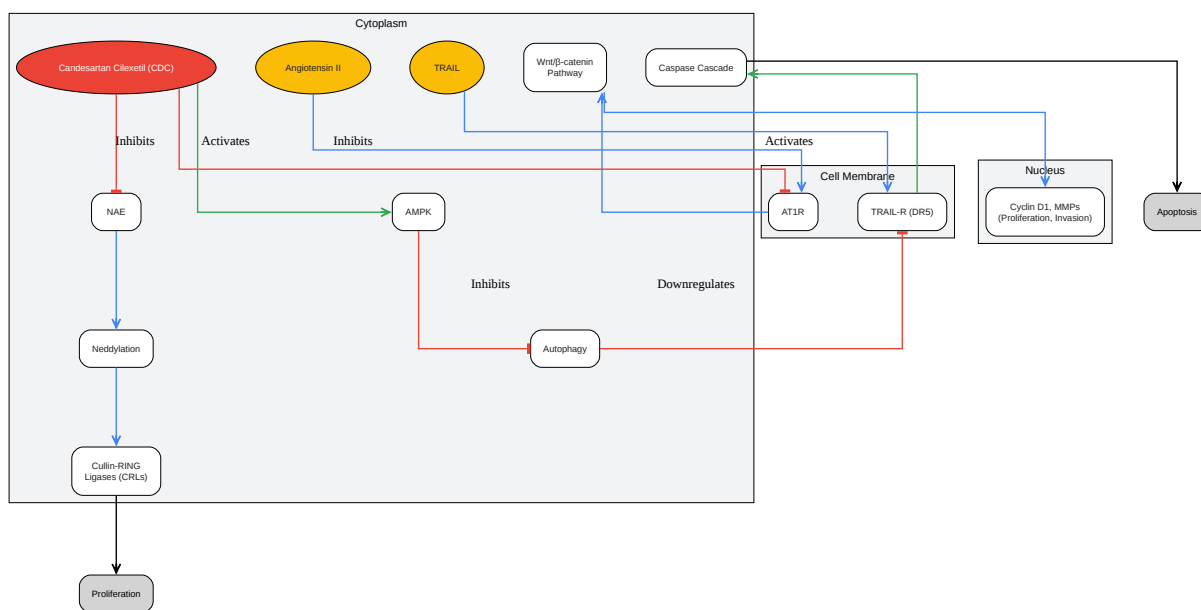 Cytoplasm
Candesartan Cilexetil (CDC)
Angiotensin II
TRAIL
Wnt/β-catenin
Pathway
Caspase Cascade
Inhibits
Activates
Inhibits
Activates
Cell Membrane
Nucleus
NAE
AMPK
AT1R
TRAIL-R (DR5)
Cyclin D1, MMPs
(Proliferation, Invasion)
Apoptosis
Inhibits
Downregulates
Neddylation
Autophagy
Cullin-RING
Ligases (CRLs)
Proliferation